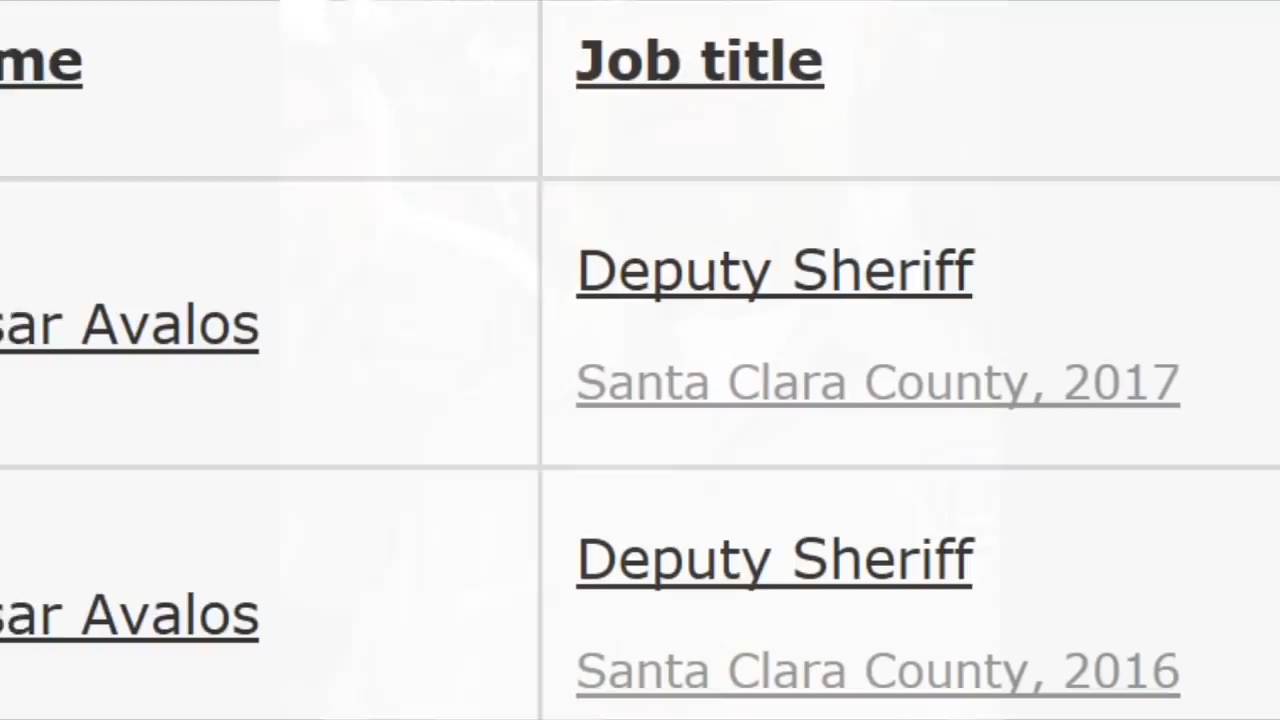 me Job title
Deputy Sheriff
sar Avalos
Santa Clara County, 2017
Deputy Sheriff
sar Avalos
Santa Clara County, 2016